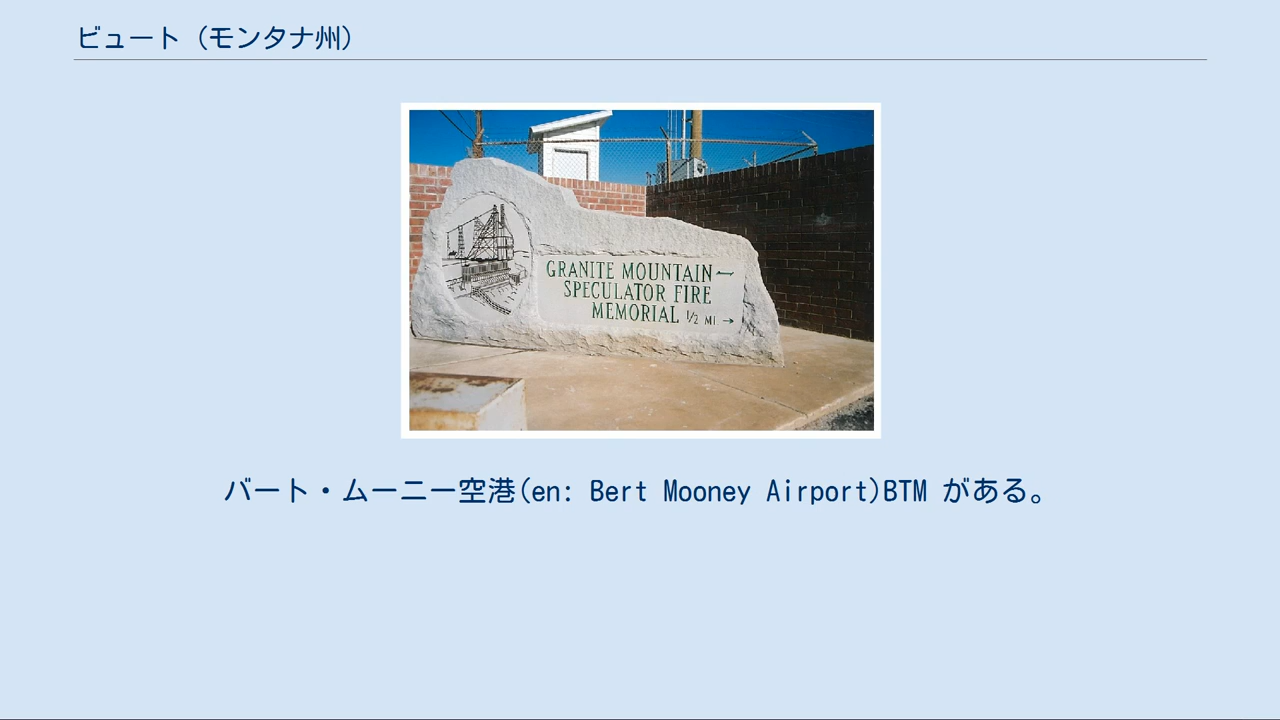 ビュート（モンタナ州）
GRANITE MOUNTAIN
SPECULATOR FIRE
MEMORIAL 1/2 MI. →
バート・ムーニー空港(en: Bert Mooney Airport)BTM がある。